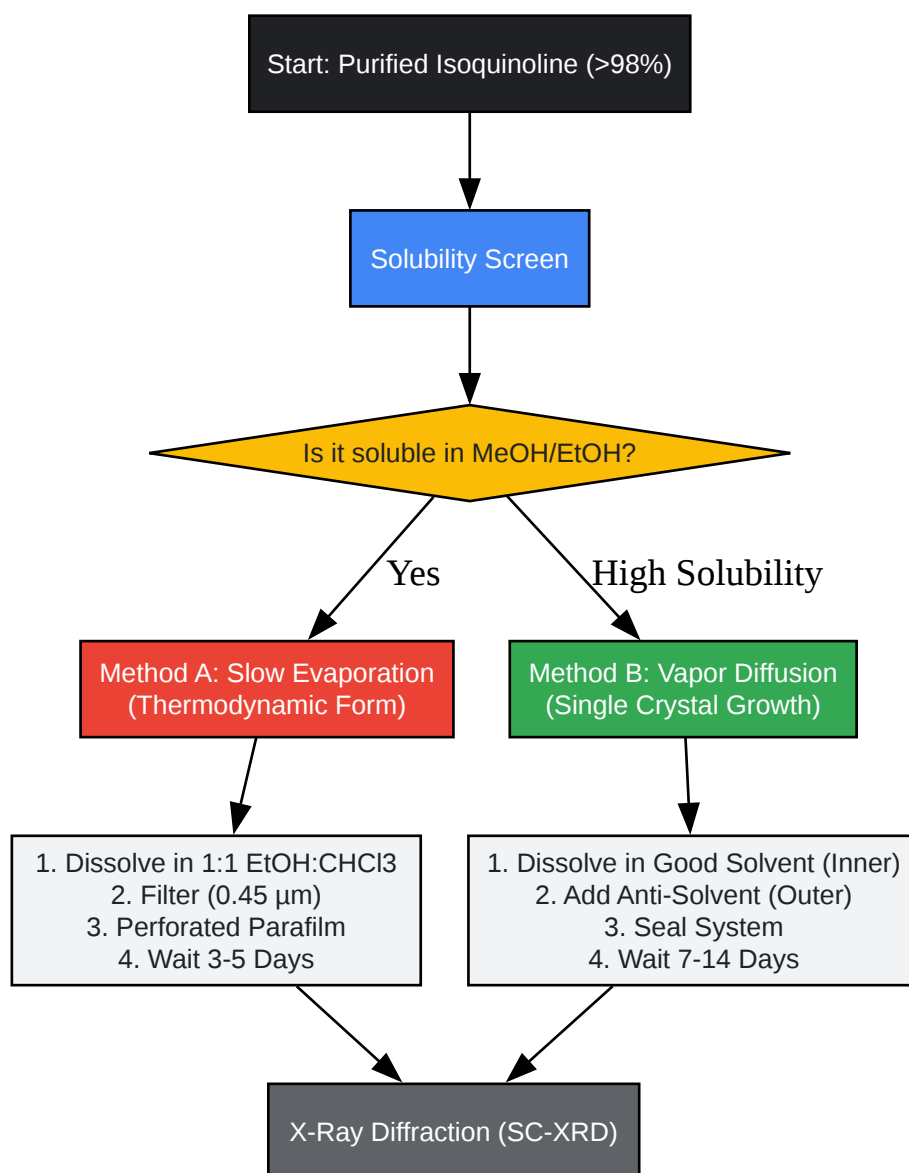 Start: Purified Isoquinoline (>98%)
Solubility Screen
Is it soluble in MeOH/EtOH?
Yes
High Solubility
Method A: Slow Evaporation
(Thermodynamic Form)
Method B: Vapor Diffusion
(Single Crystal Growth)
1. Dissolve in 1:1 EtOH:CHCl3
2. Filter (0.45 µm)
3. Perforated Parafilm
4. Wait 3-5 Days
1. Dissolve in Good Solvent (Inner)
2. Add Anti-Solvent (Outer)
3. Seal System
4. Wait 7-14 Days
X-Ray Diffraction (SC-XRD)